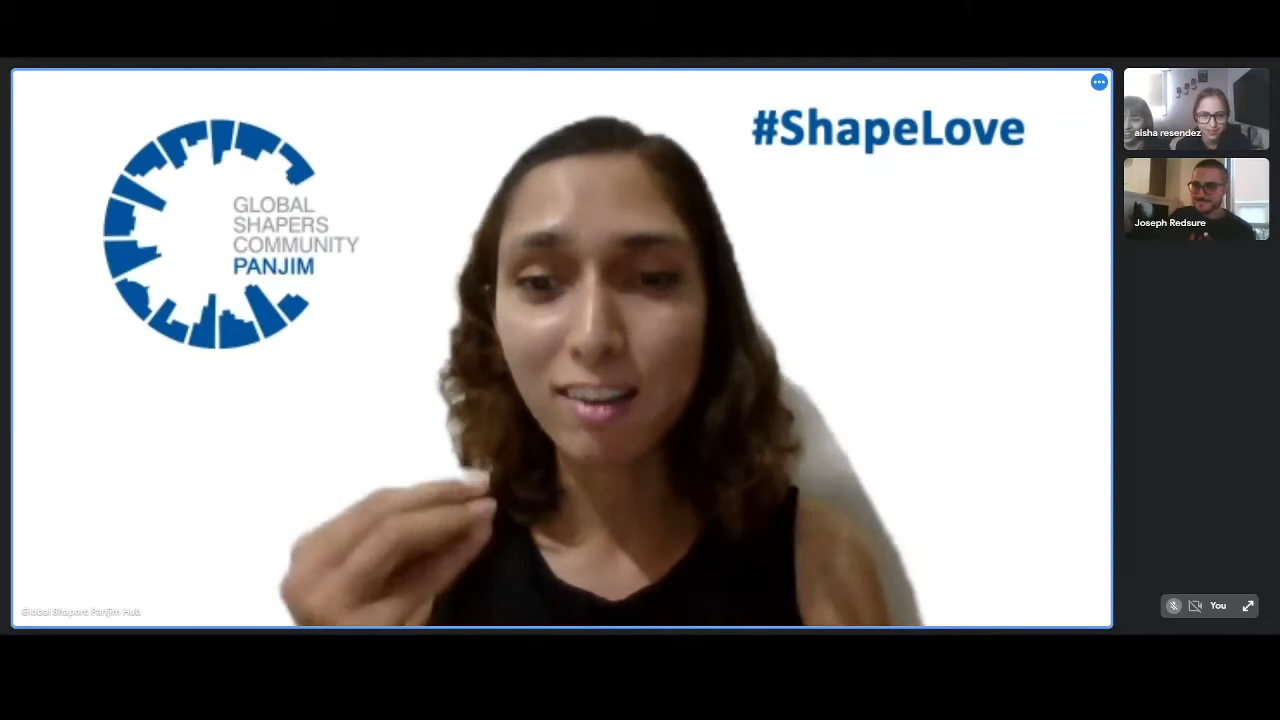 GLOBAL
SHAPERS
COMMUNITY
PANJIM
#ShapeLove
aisha resendez
Joseph Redsure
Global Shapers Panjim Hub
You